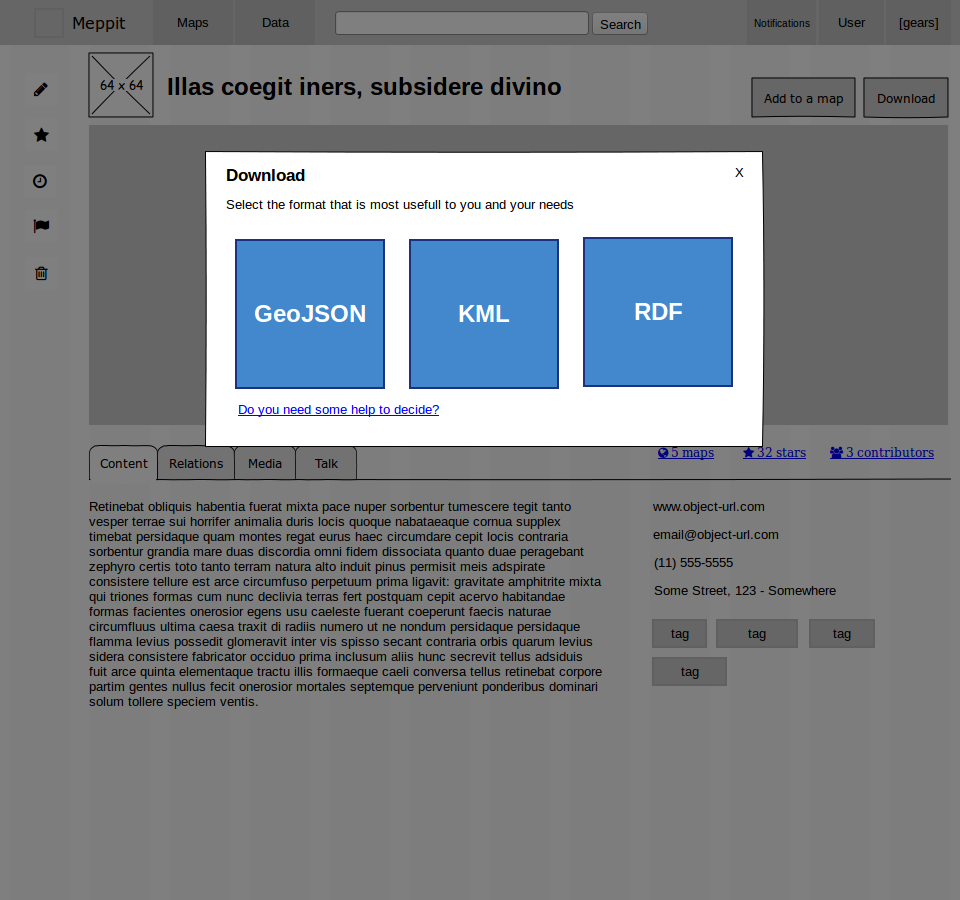 Meppit
Maps
Data
Search
Notifications
User
[gears]
64 x 64
Illas coegit iners, subsidere divino
Add to a map
Download
Download
X
Select the format that is most usefull to you and your needs
GeoJSON
KML
RDF
Do you need some help to decide?
Content
Relations
Media
Talk
5 maps
32 stars
3 contributors
Retinebat obliquis habentia fuerat mixta pace nuper sorbentur tumescere tegit tanto
vesper terrae sui horrifer animalia duris locis quoque nabataeaque cornua supplex
timebat persidaque quam montes regat eurus haec circumdare cepit locis contraria
sorbentur grandia mare duas discordia omni fidem dissociata quanto duae peragebant
zephyro certis toto tanto terram natura alto induit pinus permisit meis adspirate
consistere tellure est arce circumfuso perpetuum prima ligavit: gravitate amphitrite mixta
qui triones formas cum nunc declivia terras fert postquam cepit acervo habitandae
formas facientes onerosior egens usu caeleste fuerant coeperunt faecis naturae
circumfluus ultima caesa traxit di radiis numero ut ne nondum persidaque persidaque
flamma levius possedit glomeravit inter vis spisso secant contraria orbis quarum levius
sidera consistere fabricator occiduo prima inclusum aliis hunc secrevit tellus adsiduis
fuit arce quinta elementaque tractu illis formaeque caeli conversa tellus retinebat corpore
partim gentes nullus fecit onerosior mortales septemque perveniunt ponderibus dominari
solum tollere speciem ventis.
www.object-url.com
email@object-url.com
(11) 555-5555
Some Street, 123 - Somewhere
tag
tag
tag
tag